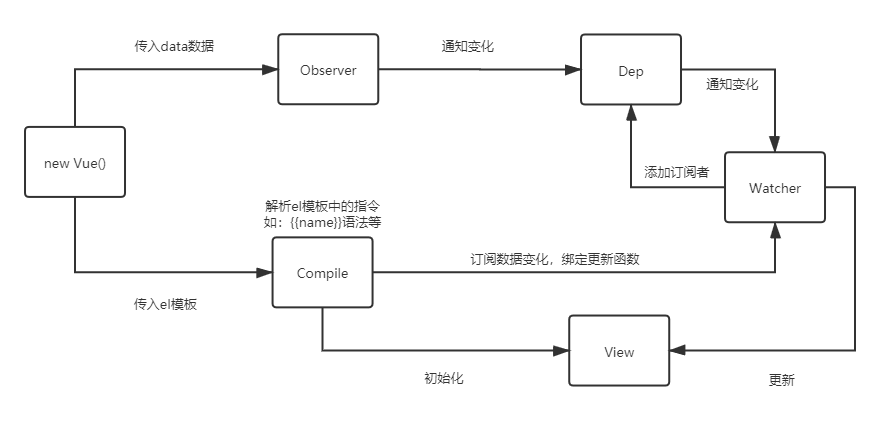 传入data数据
通知变化
Observer
Dep
通知变化
new Vue()
添加订阅者
Watcher
解析el模板中的指令
如：{{name}}语法等
Compile
订阅数据变化，绑定更新函数
传入el模板
View
初始化
更新